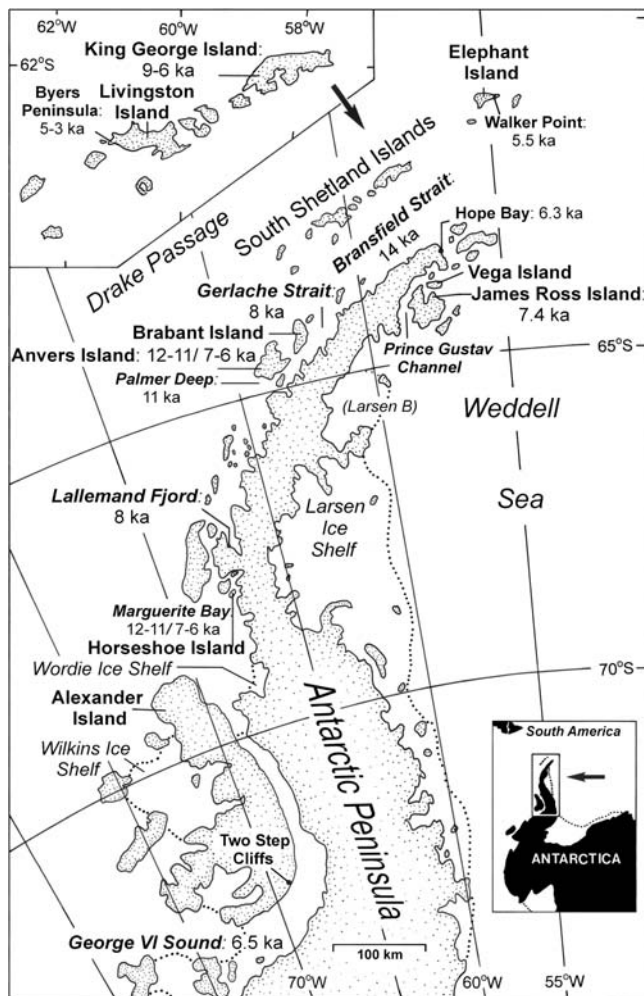 62°W
60°W
58°W
62°S
King George Island:
9-6 ka
Byers
Peninsula:
5-3 ka
Livingston
Island
Elephant
Island
Walker Point:
5.5 ka
Drake Passage
South Shetland Islands
Bransfield Strait:
14 ka
Hope Bay: 6.3 ka
Gerlache Strait:
8 ka
Vega Island
James Ross Island:
7.4 ka
Brabant Island
Anvers Island: 12-11/ 7-6 ka
Palmer Deep:
11 ka
Prince Gustav
Channel
65°S
(Larsen B)
Weddell
Sea
Lallemand Fjord:
8 ka
Larsen
Ice
Shelf
Marguerite Bay:
12-11/ 7-6 ka
Horseshoe Island
Wordie Ice Shelf
70°S
Alexander
Island
Antarctic Peninsula
Wilkins Ice
Shelf
South America
ANTARCTICA
Two Step
Cliffs
George VI Sound: 6.5 ka
100 km
70°W
60°W
55°W